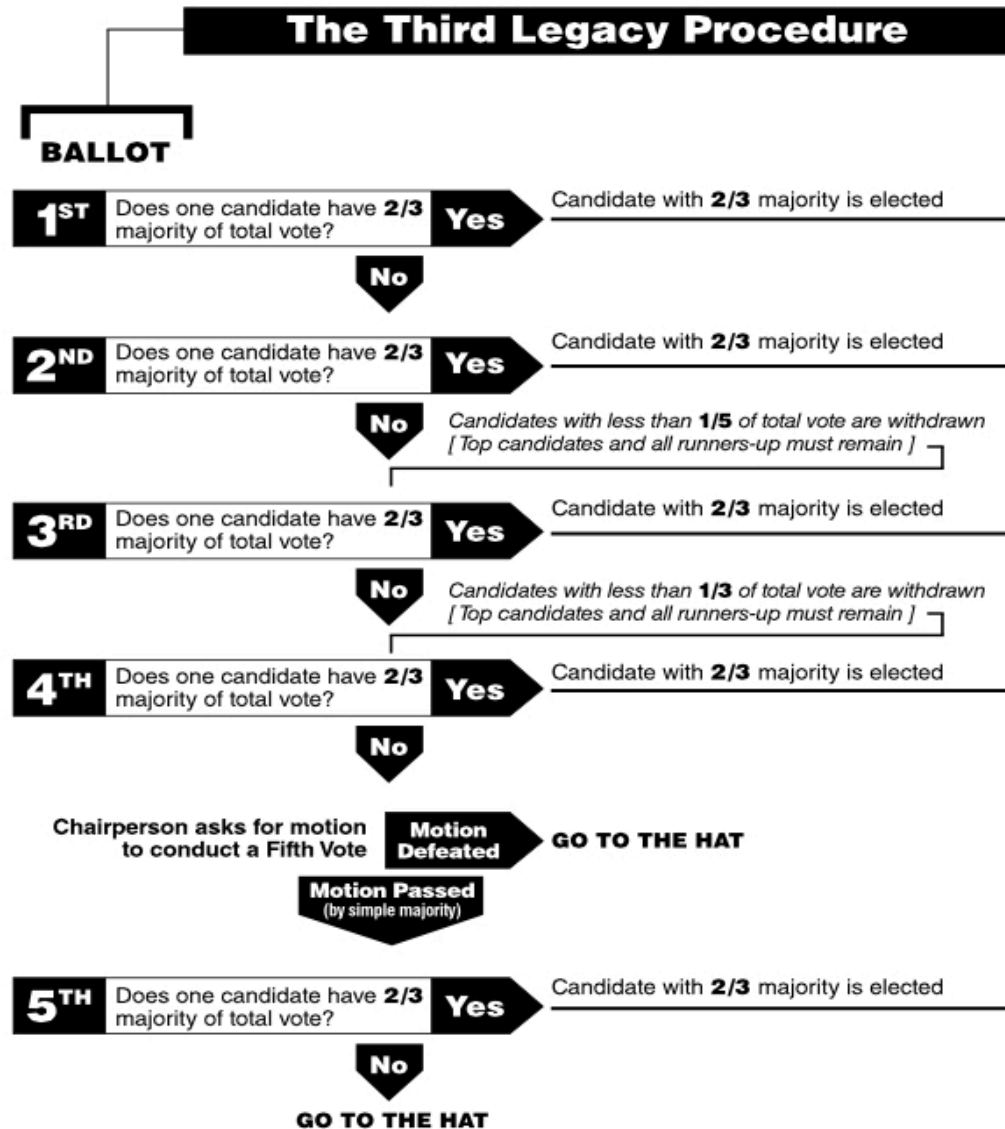 The Third Legacy Procedure
BALLOT
1ST
Does one candidate have 2/3
majority of total vote?
Yes
Candidate with 2/3 majority is elected
No
2ND
Does one candidate have 2/3
majority of total vote?
Yes
Candidate with 2/3 majority is elected
No
Candidates with less than 1/5 of total vote are withdrawn
[ Top candidates and all runners-up must remain ]
3RD
Does one candidate have 2/3
majority of total vote?
Yes
Candidate with 2/3 majority is elected
No
Candidates with less than 1/3 of total vote are withdrawn
[ Top candidates and all runners-up must remain ]
4TH
Does one candidate have 2/3
majority of total vote?
Yes
Candidate with 2/3 majority is elected
No
Chairperson asks for motion
to conduct a Fifth Vote
Motion
Defeated
GO TO THE HAT
Motion Passed
(by simple majority)
5TH
Does one candidate have 2/3
majority of total vote?
Yes
Candidate with 2/3 majority is elected
No
GO TO THE HAT